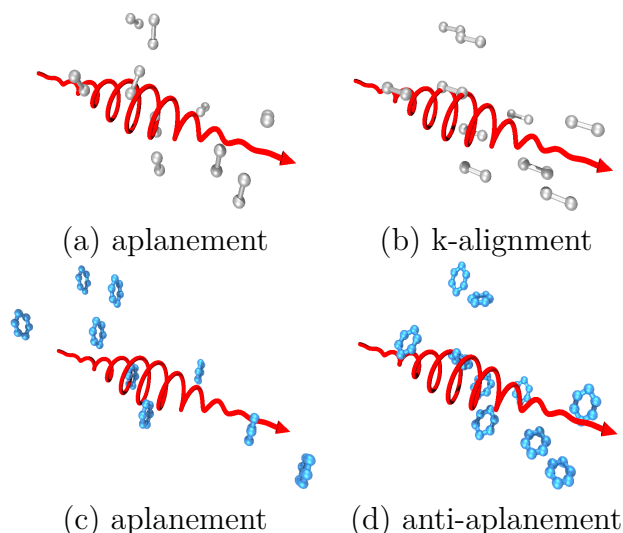 (a) aplanement
(b) k-alignment
(c) aplanement
(d) anti-aplanement